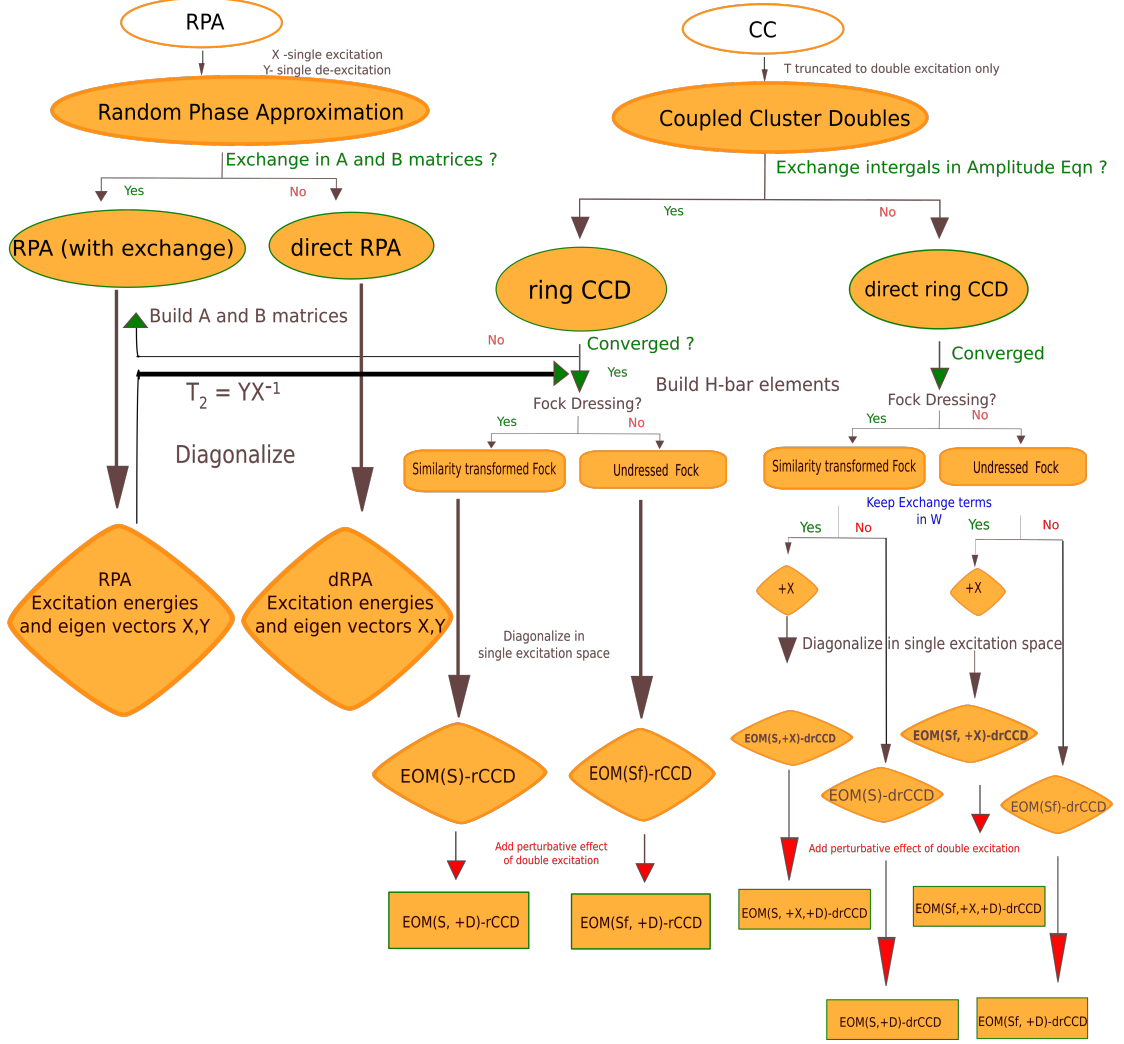 RPA
X -single excitation
Y- single de-excitation
Random Phase Approximation
Exchange in A and B matrices ?
Yes
No
RPA (with exchange)
direct RPA
Build A and B matrices
T2 = YX-1
Diagonalize
RPA
Excitation energies
and eigen vectors X,Y
dRPA
Excitation energies
and eigen vectors X,Y
CC
T truncated to double excitation only
Coupled Cluster Doubles
Exchange intergals in Amplitude Eqn ?
Yes
No
ring CCD
direct ring CCD
No
Converged ?
Yes
Build H-bar elements
Fock Dressing?
Yes
No
Similarity transformed Fock
Undressed Fock
Diagonalize in
single excitation space
EOM(S)-rCCD
EOM(Sf)-rCCD
Add perturbative effect
of double excitation
EOM(S, +D)-rCCD
EOM(Sf, +D)-rCCD
Converged
Fock Dressing?
Yes
No
Similarity transformed Fock
Undressed Fock
Keep Exchange terms
in W
Yes
No
Yes
No
+X
+X
Diagonalize in single excitation space
EOM(S,+X)-drCCD
EOM(Sf, +X)-drCCD
EOM(S)-drCCD
EOM(Sf)-drCCD
Add perturbative effect of double excitation
EOM(S, +X,+D)-drCCD
EOM(Sf,+X,+D)-drCCD
EOM(S,+D)-drCCD
EOM(Sf, +D)-drCCD